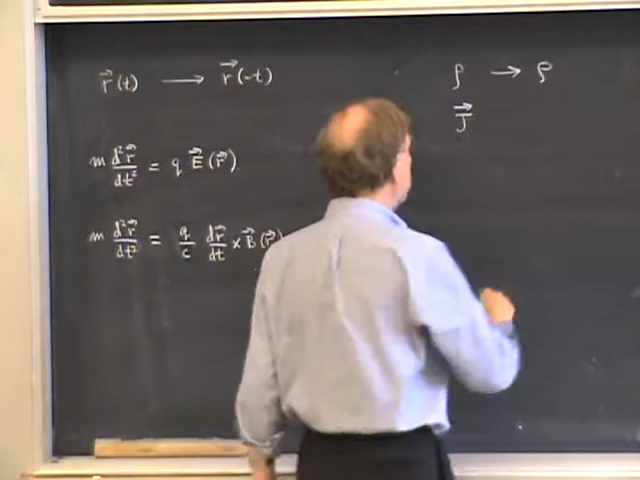 r⃗(t) → r⃗(-t)
m d²r⃗/dt² = q E⃗(r⃗)
m d²r⃗/dt² = q/c dr⃗/dt × B⃗(r⃗)
ρ → ρ
J⃗